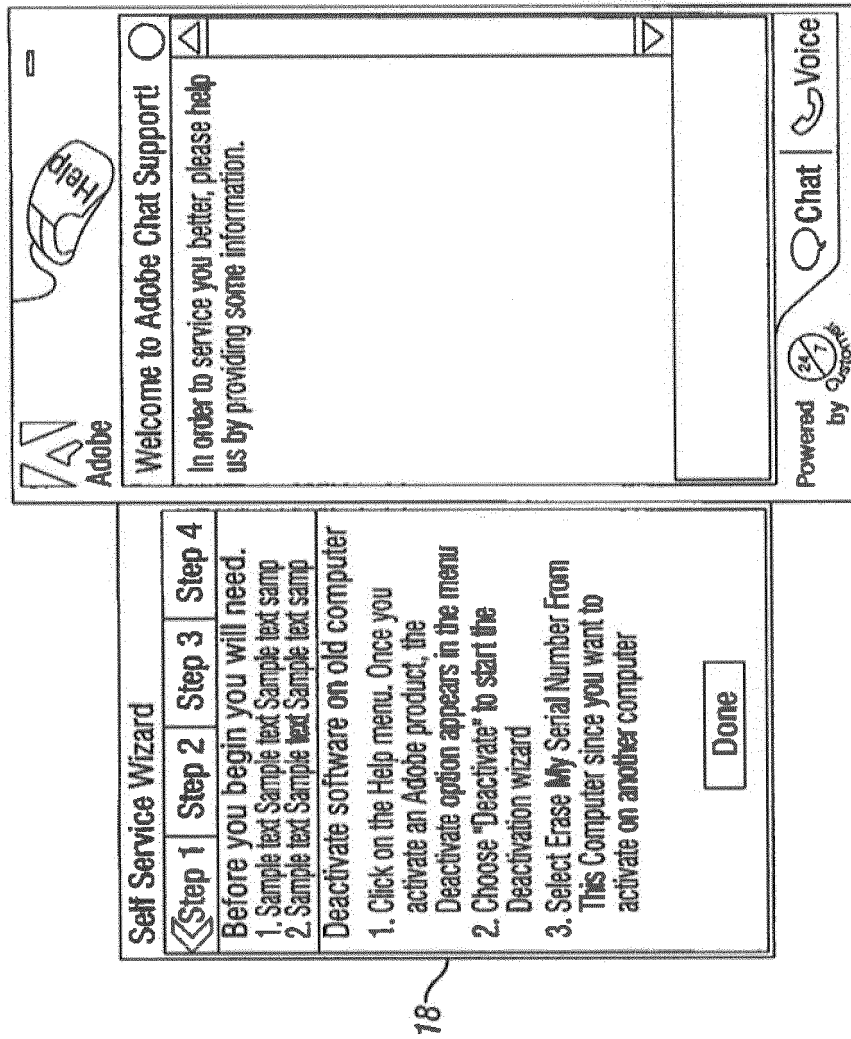 Self Service Wizard
Step 1 Step 2 Step 3 Step 4
Before you begin you will need.
1. Sample text Sample text Sample text samp
2. Sample text Sample text Sample text samp
Deactivate software on old computer
1. Click on the Help menu. Once you
activate an Adobe product, the
Deactivate option appears in the menu
2. Choose "Deactivate" to start the
Deactivation wizard
3. Select Erase My Serial Number From
This Computer since you want to
activate on another computer
Done
18
Adobe
Help
Welcome to Adobe Chat Support!
In order to service you better, please help
us by providing some information.
Powered
by
24
7
Customer
Chat
Voice